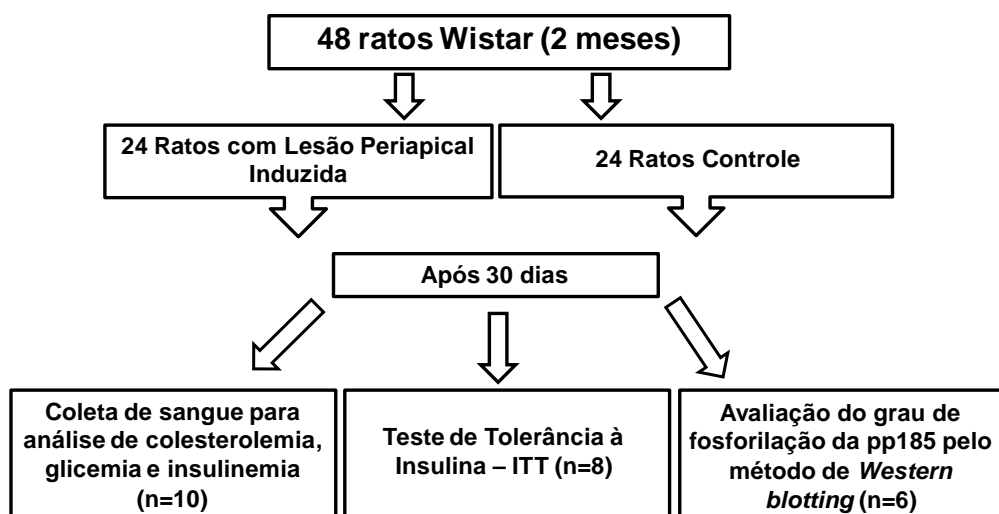 48 ratos Wistar (2 meses)
24 Ratos com Lesão Periapical
Induzida
24 Ratos Controle
Após 30 dias
Coleta de sangue para
análise de colesterolemia,
glicemia e insulinemia
(n=10)
Teste de Tolerância à
Insulina – ITT (n=8)
Avaliação do grau de
fosforilação da pp185 pelo
método de Western
blotting (n=6)